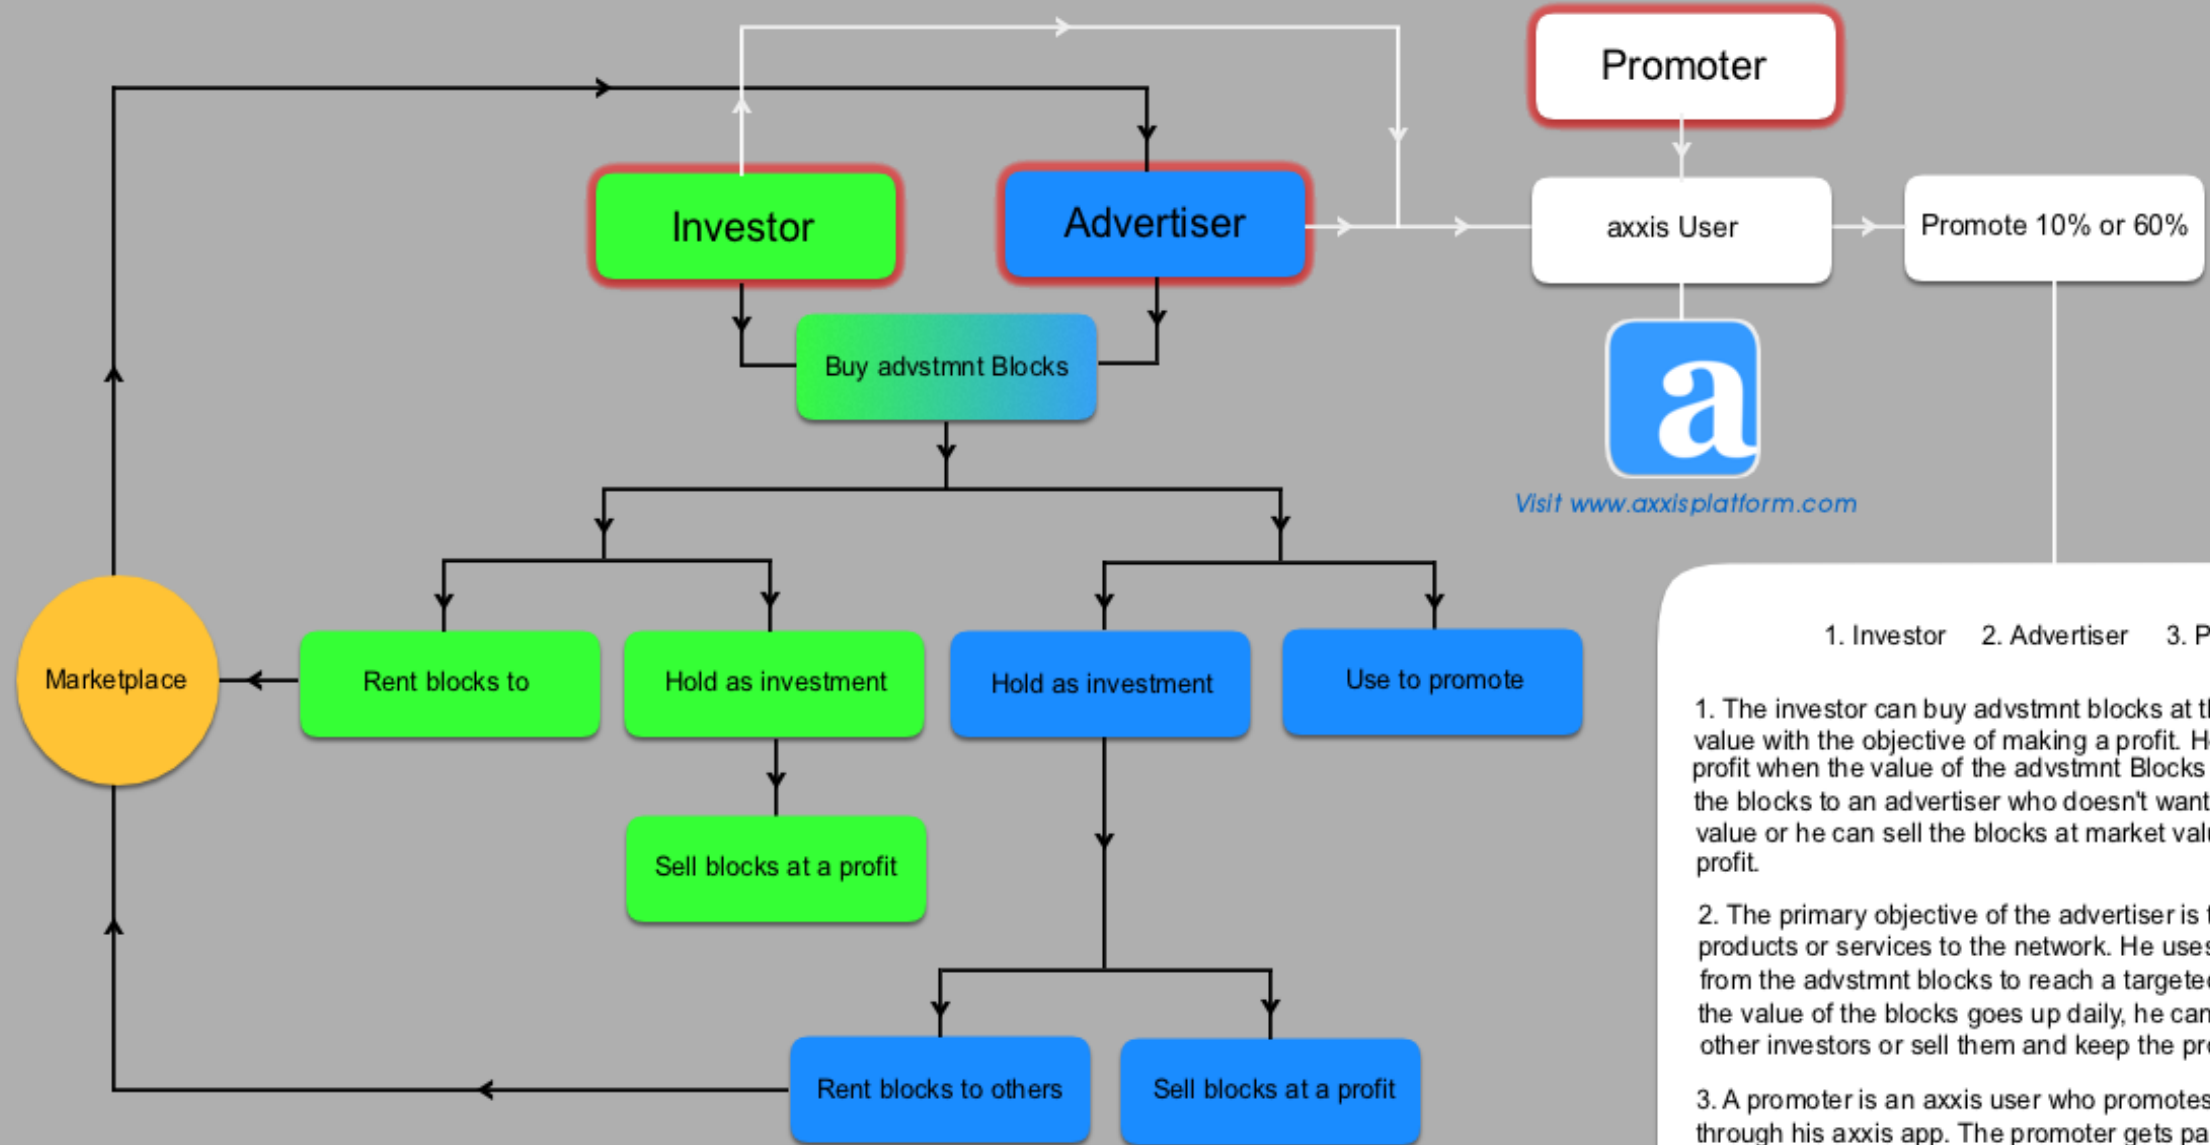 Promoter
Investor
Advertiser
axxis User
Promote 10% or 60%
Buy advstmnt Blocks
a
Visit www.axxisplatform.com
Marketplace
Rent blocks to
Hold as investment
Hold as investment
Use to promote
Sell blocks at a profit
Rent blocks to others
Sell blocks at a profit
1. Investor 2. Advertiser 3.
1. The investor can buy advstmnt blocks at
value with the objective of making a profit.
profit when the value of the advstmnt Blocks
the blocks to an advertiser who doesn't want
value or he can sell the blocks at market
profit.
2. The primary objective of the advertiser is
products or services to the network. He uses
from the advstmnt blocks to reach a targeted
the value of the blocks goes up daily, he can
other investors or sell them and keep the
3. A promoter is an axxis user who promotes
through his axxis app. The promoter gets